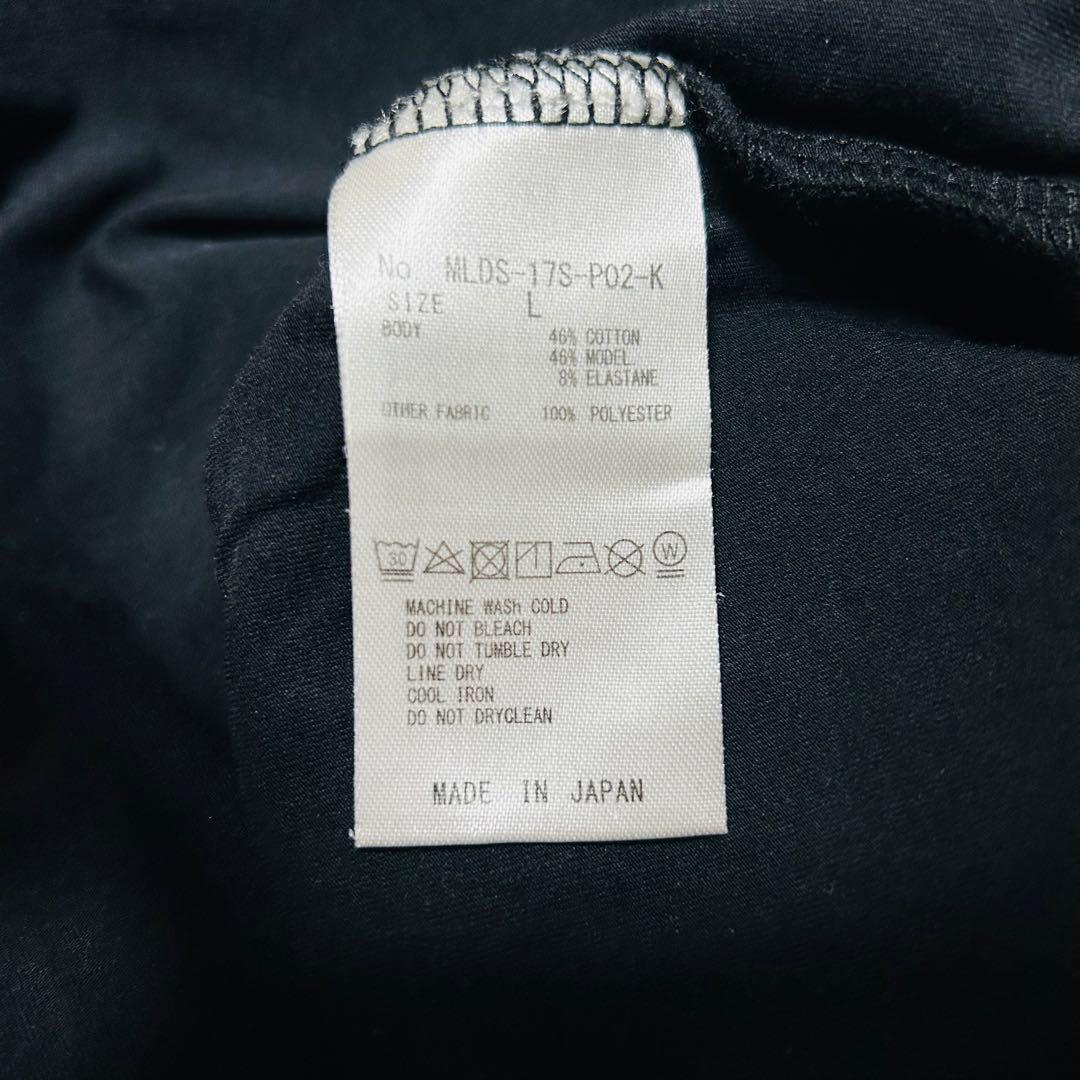 No MLDS-17S-P02-K
SIZE L
BODY 46% COTTON
46% MODEL
8% ELASTANE
OTHER FABRIC 100% POLYESTER
30 W
MACHINE WASh COLD
DO NOT BLEACH
DO NOT TUMBLE DRY
LINE DRY
COOL IRON
DO NOT DRYCLEAN
MADE IN JAPAN